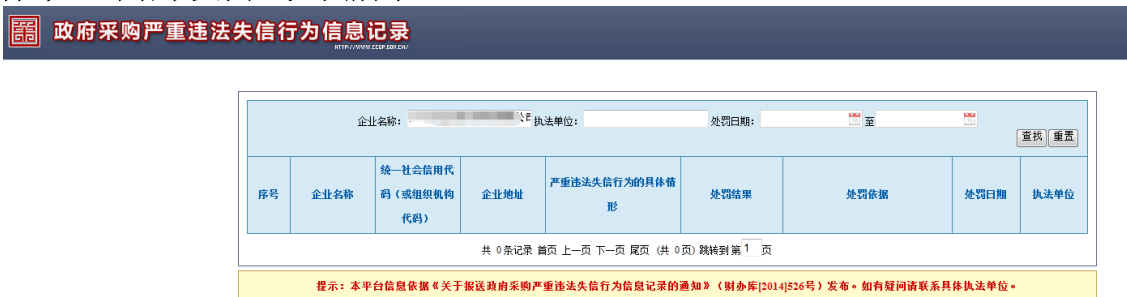 政府采购严重违法失信行为信息记录
HTTP://WWW.CCGP.GOV.CN/
企业名称： 公司 执法单位： 处罚日期： 至
查找 重置
序号 企业名称 统一社会信用代码（或组织机构代码） 企业地址 严重违法失信行为的具体情形 处罚结果 处罚依据 处罚日期 执法单位
共 0条记录 首页 上一页 下一页 尾页 (共 0页) 跳转到第 1 页
提示：本平台信息依据《关于报送政府采购严重违法失信行为信息记录的通知》（财办库[2014]526号）发布。如有疑问请联系具体执法单位。